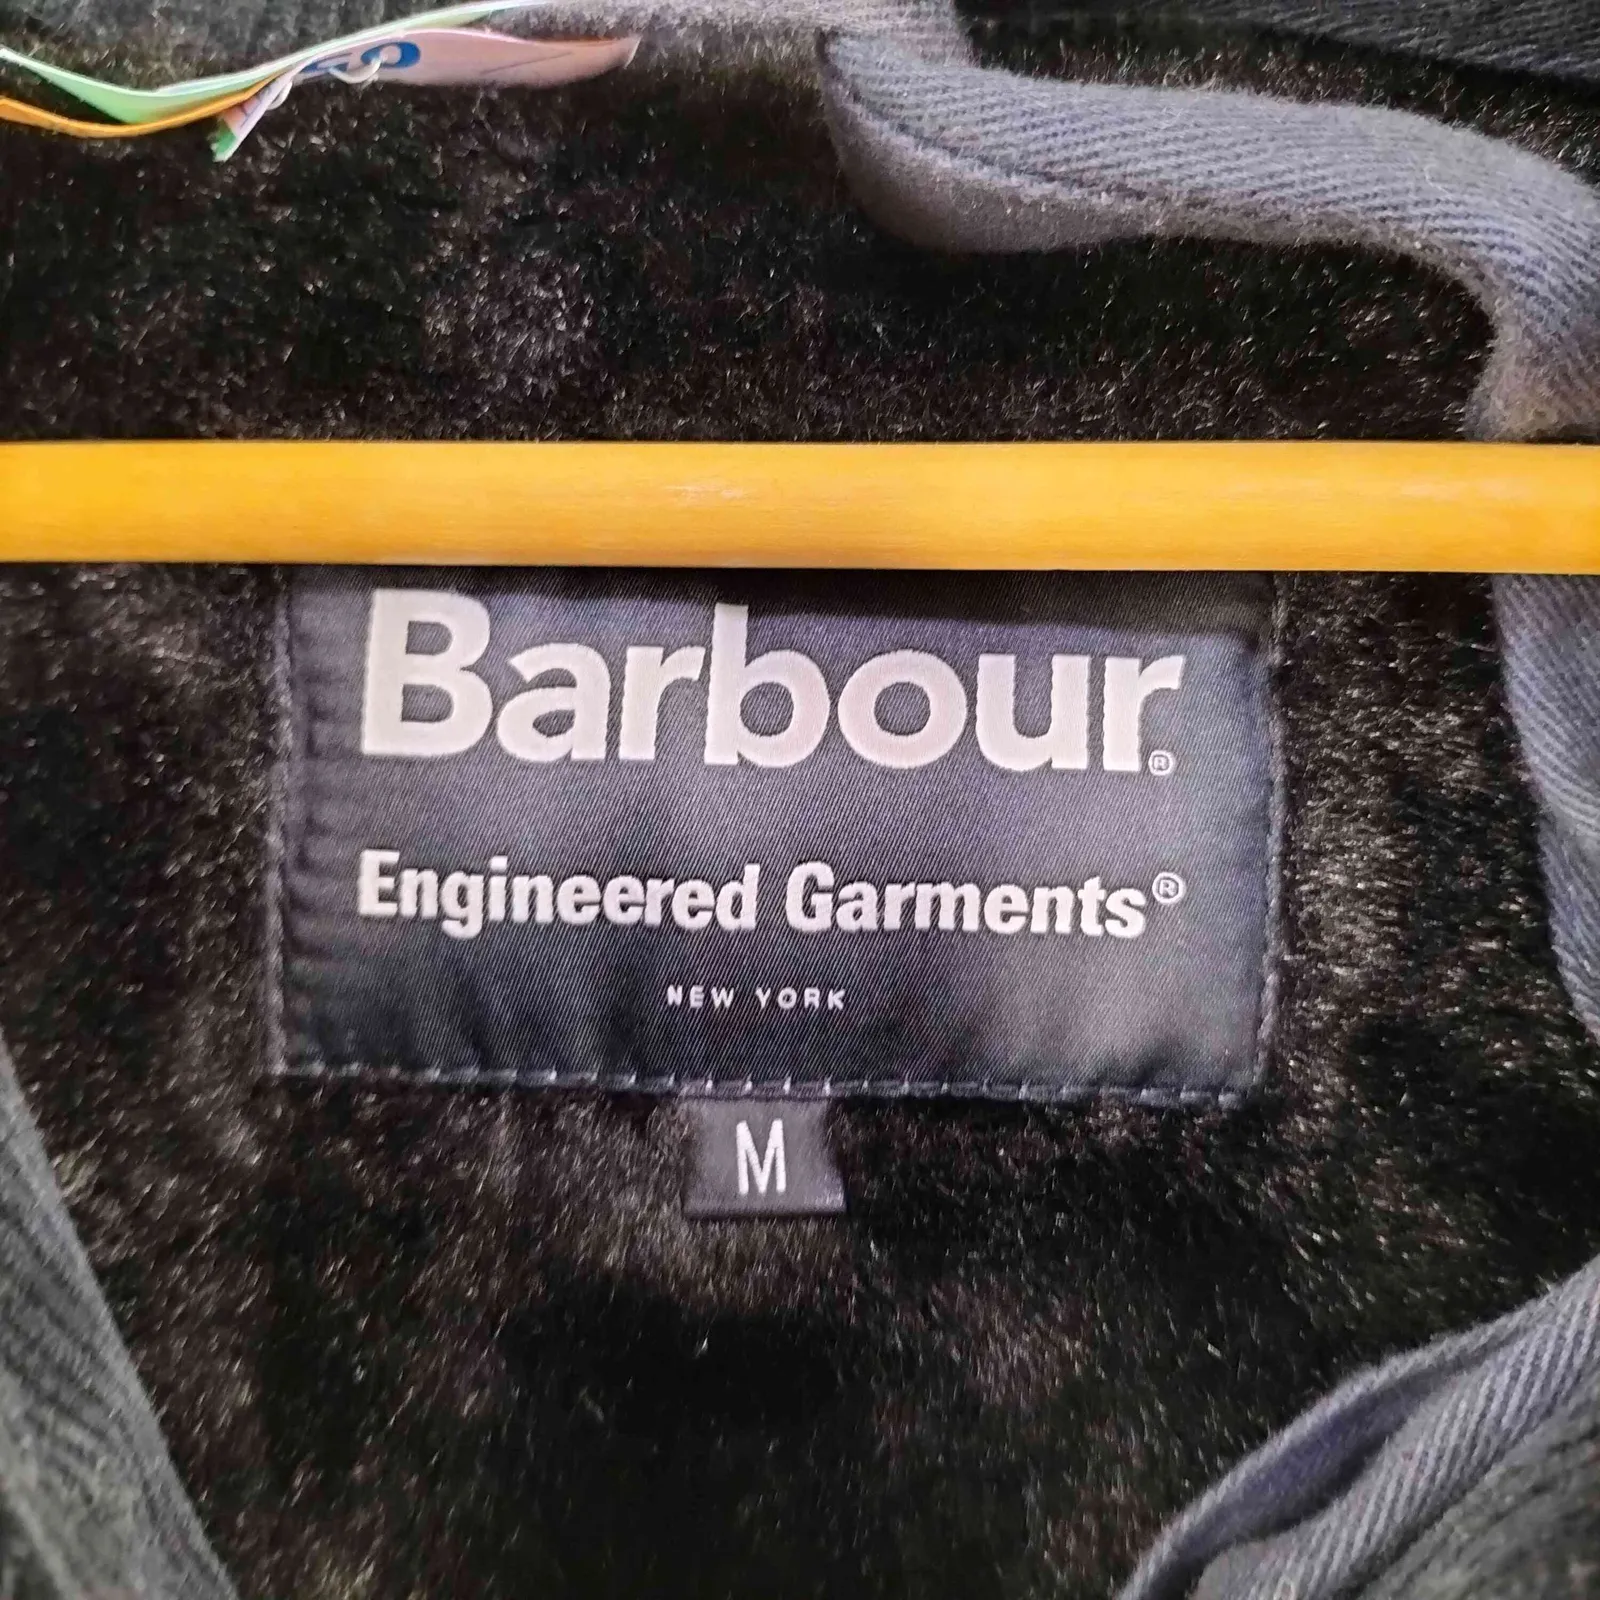 Barbour®
Engineered Garments®
NEW YORK
M